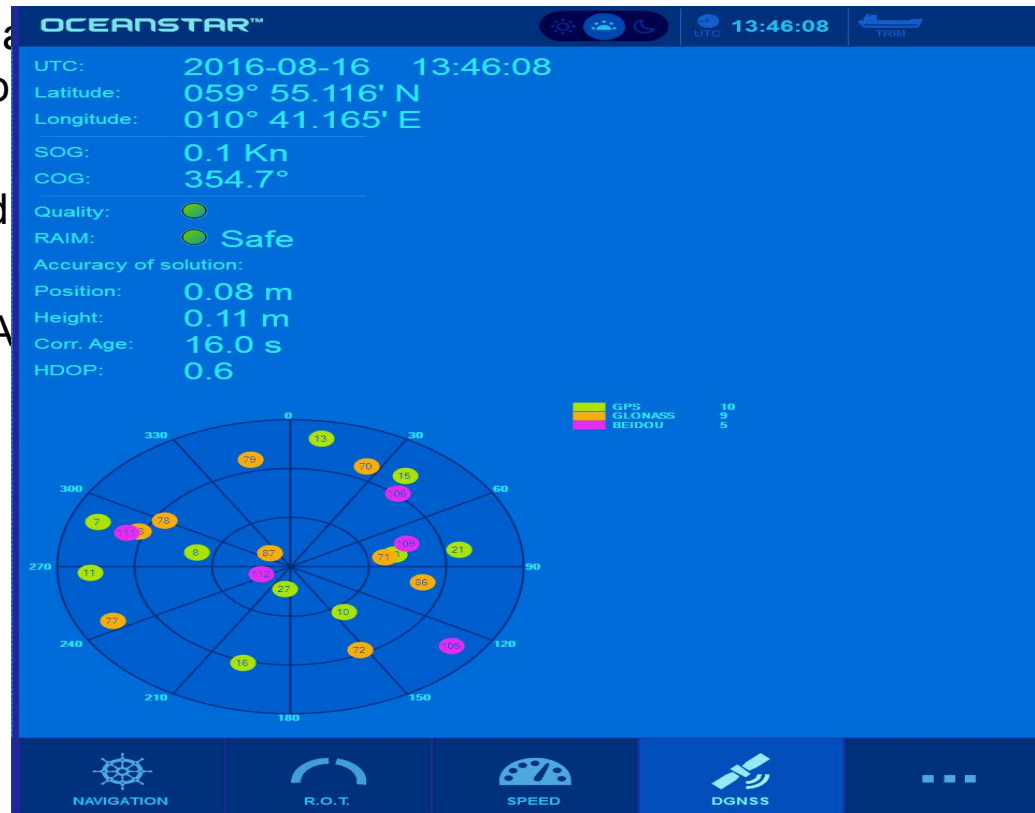 OCEANSTAR™
UTC 13:46:08
TRIM
UTC: 2016-08-16 13:46:08
Latitude: 059° 55.116' N
Longitude: 010° 41.165' E
SOG: 0.1 Kn
COG: 354.7°
Quality:
RAIM: Safe
Accuracy of solution:
Position: 0.08 m
Height: 0.11 m
Corr. Age: 16.0 s
HDOP: 0.6
GPS 10
GLONASS 9
BEIDOU 5
0
330 13 30
79 70
15
300 106 60
7 78
8 109 21
87 71
270 11 112 86 90
27
77 10
240 72 105 120
16
210 150
180
NAVIGATION
R.O.T.
SPEED
DGNSS